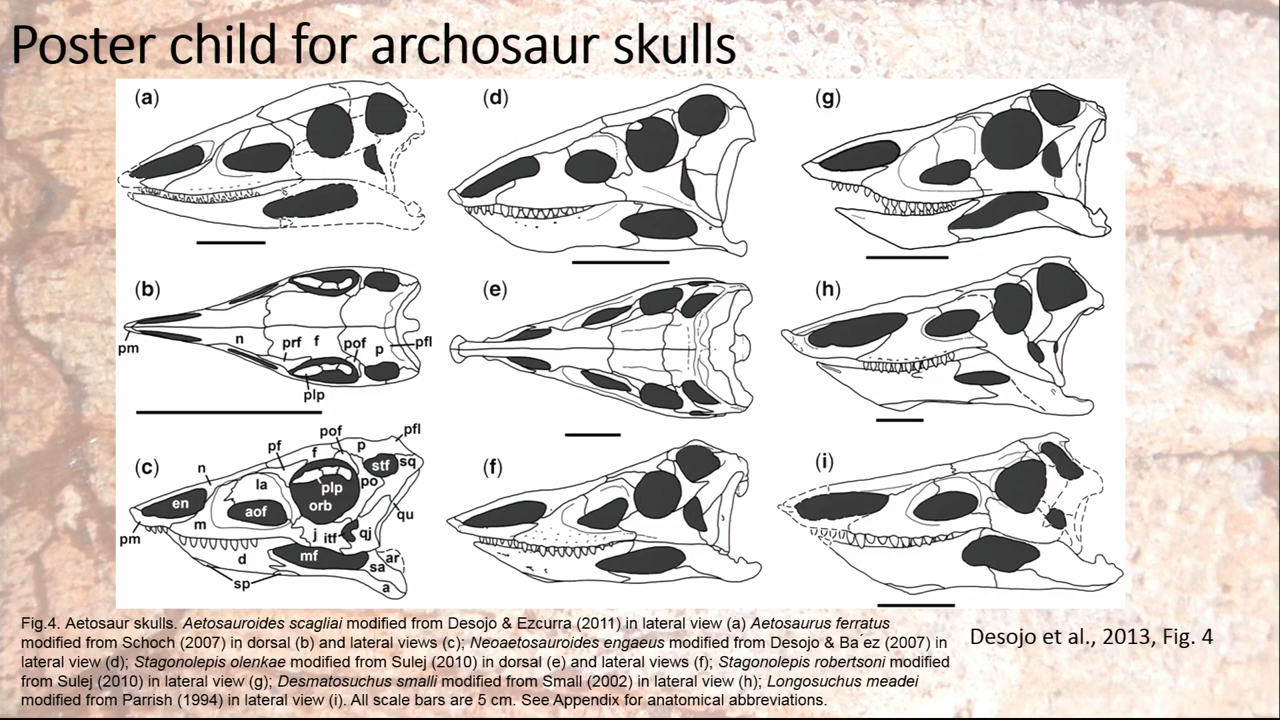 Poster child for archosaur skulls
(a)
(d)
(g)
(b)
pm
n
prf
f
pof
p
pfl
plp
(e)
(h)
(c)
pm
en
n
m
la
aof
pf
f
pof
p
pfl
stf
sq
po
plp
orb
j
itf
qj
qu
d
mf
sa
ar
a
sp
(f)
(i)
Fig.4. Aetosaur skulls. Aetosauroides scagliai modified from Desojo & Ezcurra (2011) in lateral view (a) Aetosaurus ferratus
modified from Schoch (2007) in dorsal (b) and lateral views (c); Neoaetosauroides engaeus modified from Desojo & Ba´ez (2007) in
lateral view (d); Stagonolepis olenkae modified from Sulej (2010) in dorsal (e) and lateral views (f); Stagonolepis robertsoni modified
from Sulej (2010) in lateral view (g); Desmatosuchus smalli modified from Small (2002) in lateral view (h); Longosuchus meadei
modified from Parrish (1994) in lateral view (i). All scale bars are 5 cm. See Appendix for anatomical abbreviations.
Desojo et al., 2013, Fig. 4